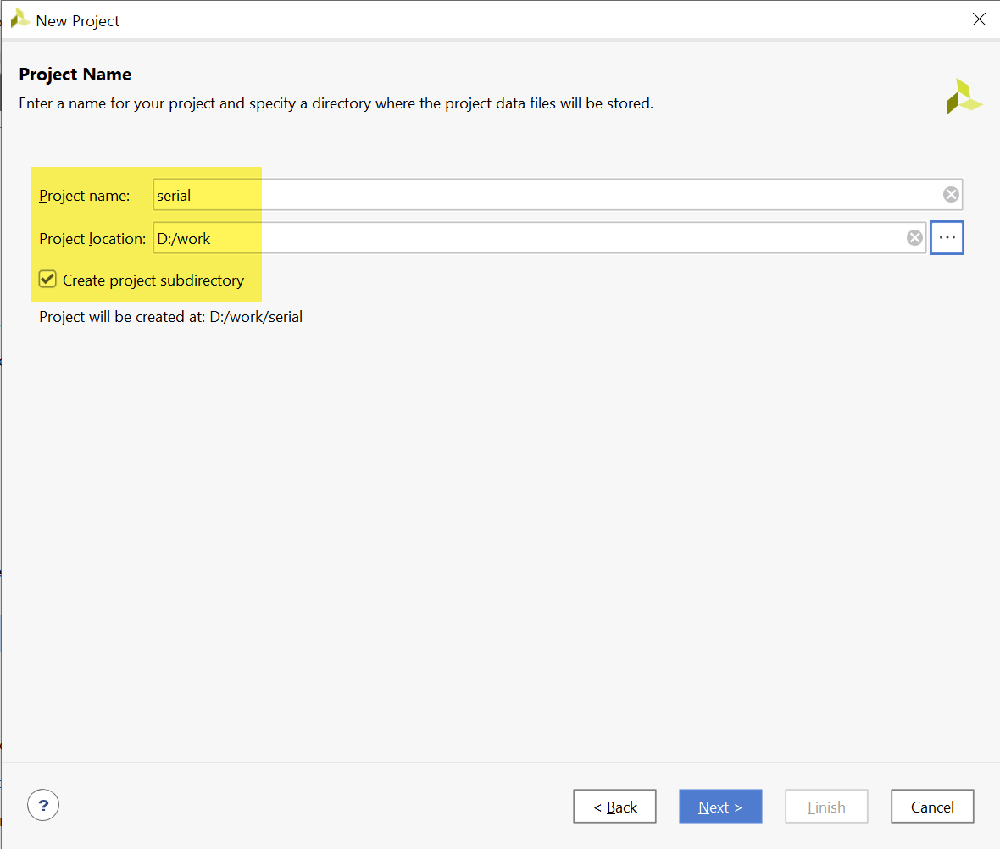 New Project
Project Name
Enter a name for your project and specify a directory where the project data files will be stored.
Project name: serial
Project location: D:/work
...
Create project subdirectory
Project will be created at: D:/work/serial
?
< Back
Next >
Finish
Cancel